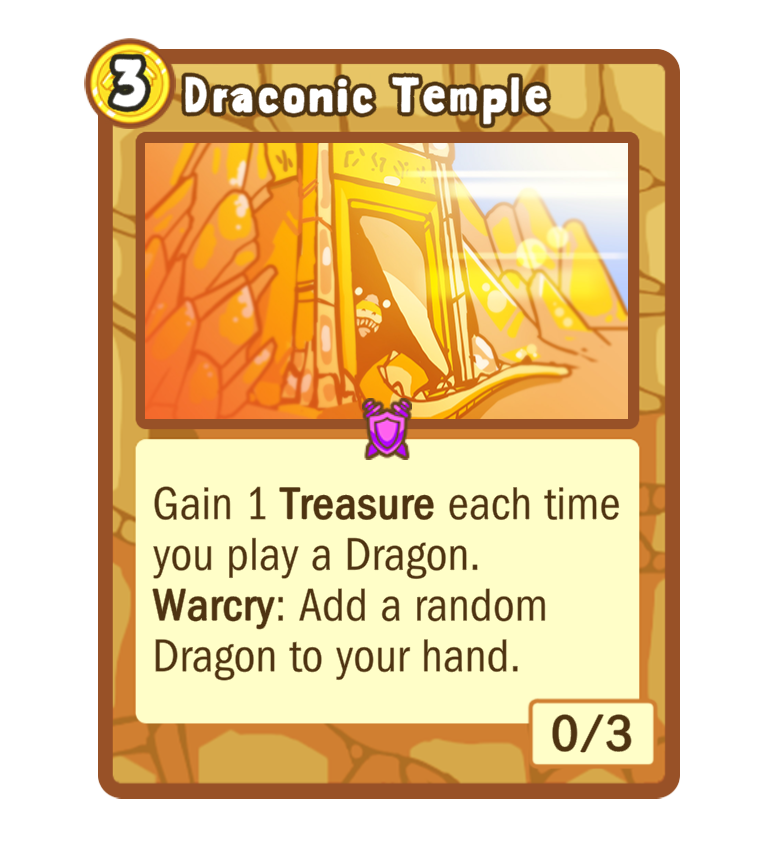 3
Draconic Temple
Gain 1 Treasure each time
you play a Dragon.
Warcry: Add a random
Dragon to your hand.
0/3